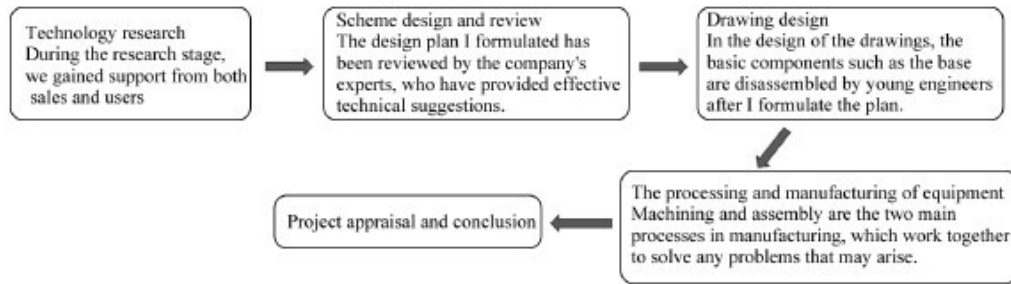 Technology research
During the research stage,
we gained support from both
sales and users
Scheme design and review
The design plan I formulated has
been reviewed by the company's
experts, who have provided effective
technical suggestions.
Drawing design
In the design of the drawings, the
basic components such as the base
are disassembled by young engineers
after I formulate the plan.
The processing and manufacturing of equipment
Machining and assembly are the two main
processes in manufacturing, which work together
to solve any problems that may arise.
Project appraisal and conclusion